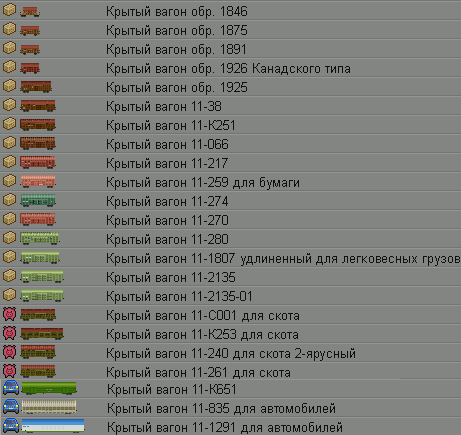 Крытый вагон обр. 1846
Крытый вагон обр. 1875
Крытый вагон обр. 1891
Крытый вагон обр. 1926 Канадского типа
Крытый вагон обр. 1925
Крытый вагон 11-38
Крытый вагон 11-К251
Крытый вагон 11-066
Крытый вагон 11-217
Крытый вагон 11-259 для бумаги
Крытый вагон 11-274
Крытый вагон 11-270
Крытый вагон 11-280
Крытый вагон 11-1807 удлиненный для легковесных грузов
Крытый вагон 11-2135
Крытый вагон 11-2135-01
Крытый вагон 11-С001 для скота
Крытый вагон 11-К253 для скота
Крытый вагон 11-240 для скота 2-ярусный
Крытый вагон 11-261 для скота
Крытый вагон 11-К651
Крытый вагон 11-835 для автомобилей
Крытый вагон 11-1291 для автомобилей